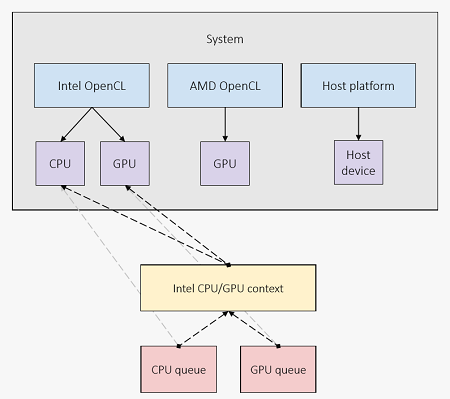 System
Intel OpenCL
AMD OpenCL
Host platform
CPU
GPU
GPU
Host
device
Intel CPU/GPU context
CPU queue
GPU queue